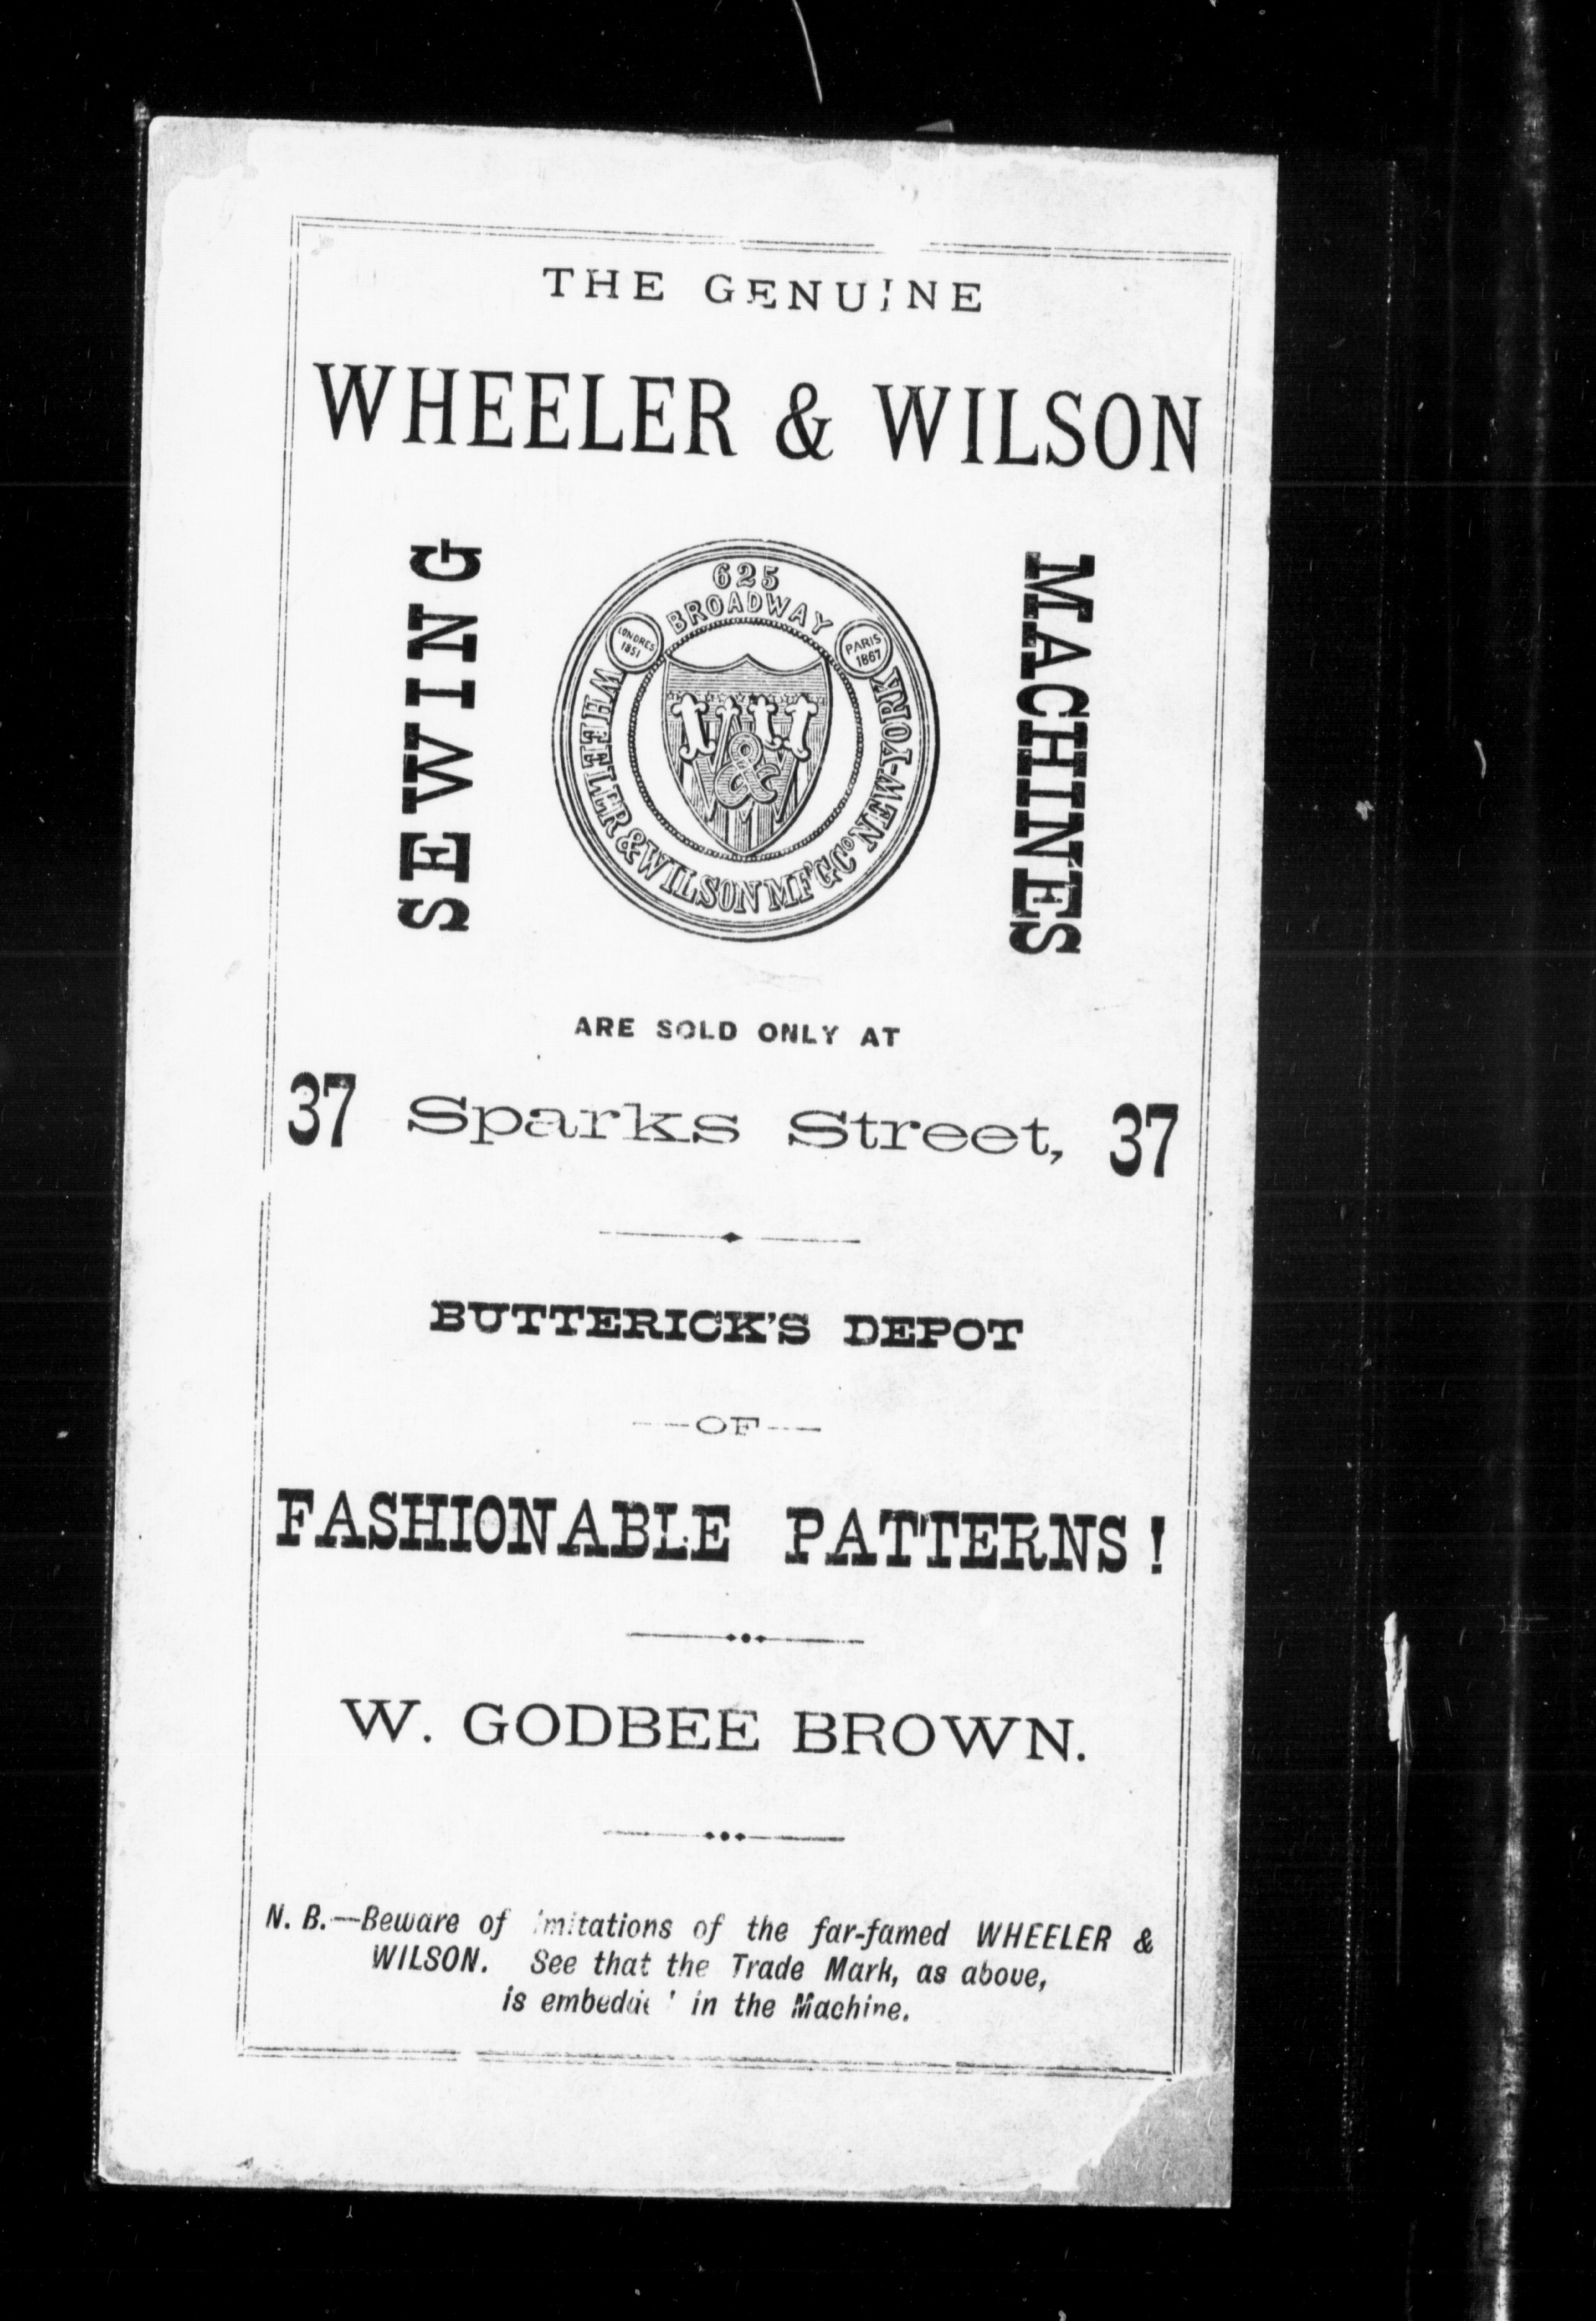 THE GENUINE
WHEELER & WILSON
SEWING
625
BROADWAY
LONDRES
1851
PARIS
1867
W & W
WHEELER & WILSON MF'G Co NEW-YORK
MACHINES
ARE SOLD ONLY AT
37 Sparks Street, 37
BUTTERICK'S DEPOT
--OF--
FASHIONABLE PATTERNS!
W. GODBEE BROWN.
N. B.—Beware of imitations of the far-famed WHEELER &
WILSON. See that the Trade Mark, as above,
is in the Machine.